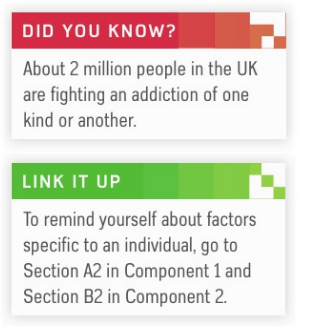 DID YOU KNOW?
About 2 million people in the UK
are fighting an addiction of one
kind or another.
LINK IT UP
To remind yourself about factors
specific to an individual, go to
Section A2 in Component 1 and
Section B2 in Component 2.